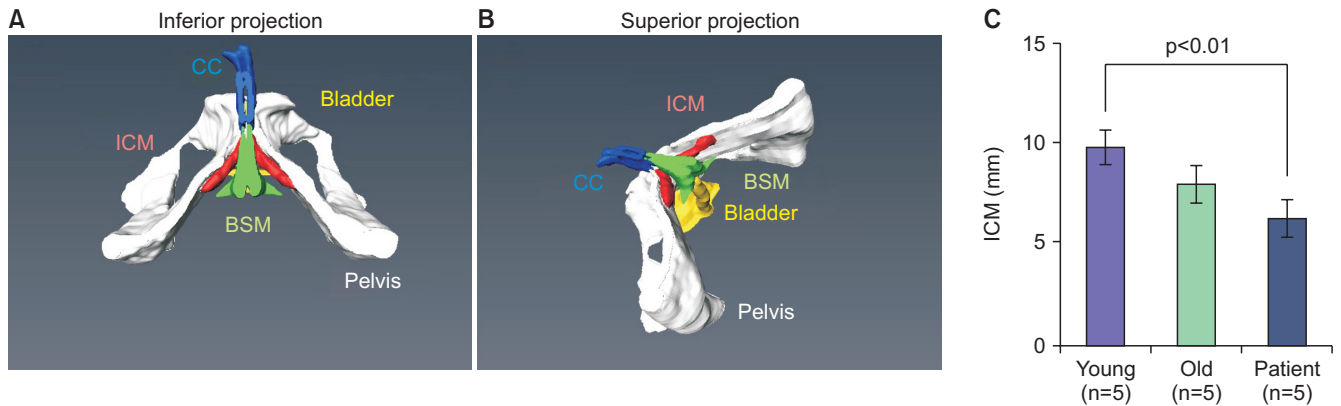 A
Inferior projection
CC
Bladder
ICM
BSM
Pelvis
B
Superior projection
ICM
CC
BSM
Bladder
Pelvis
C
15
p<0.01
10
ICM (mm)
5
0
Young
(n=5)
Old
(n=5)
Patient
(n=5)